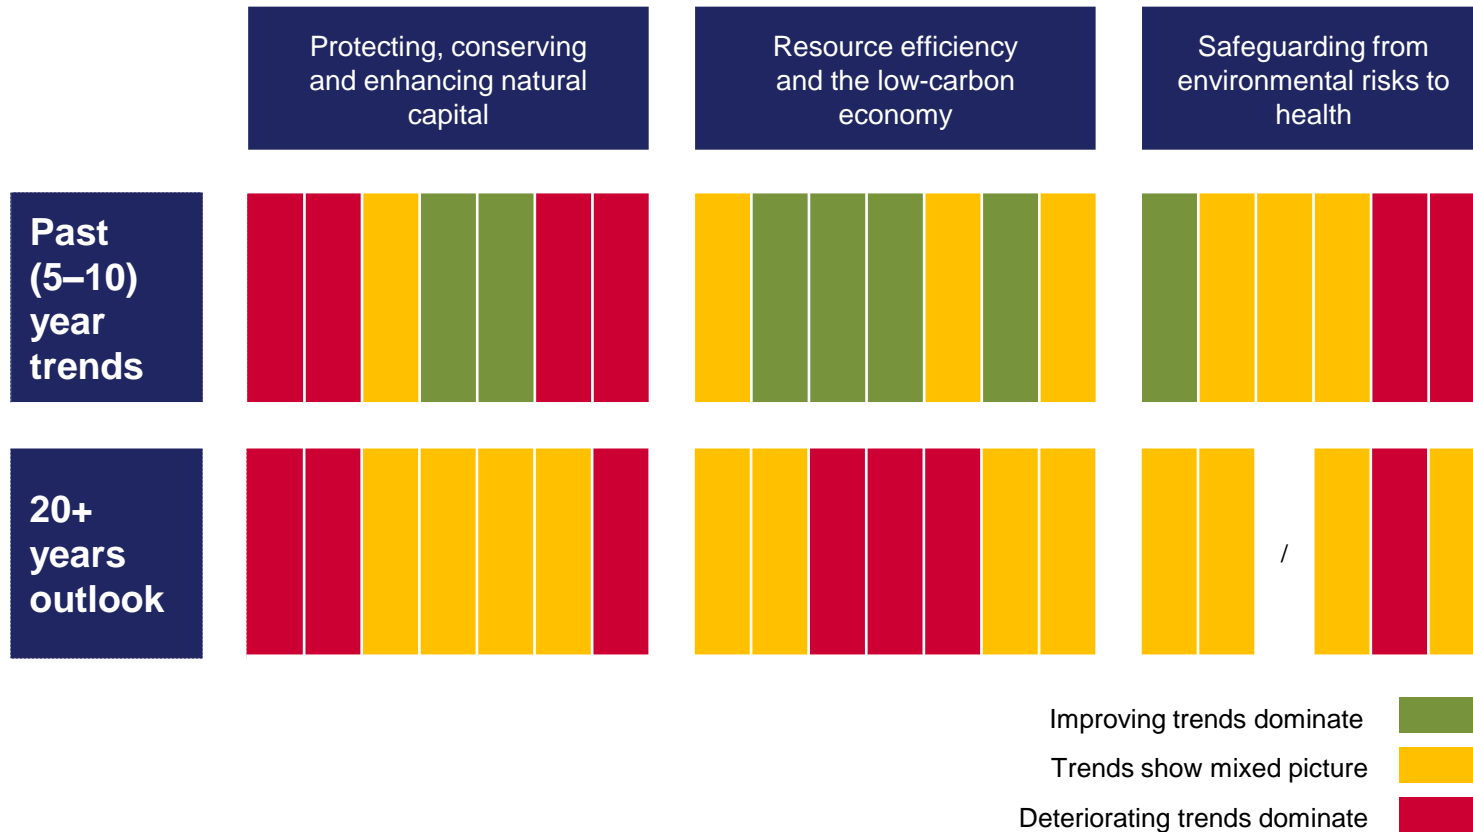 Protecting, conserving
and enhancing natural
capital
Resource efficiency
and the low-carbon
economy
Safeguarding from
environmental risks to
health
Past
(5–10)
year
trends
20+
years
outlook
/
Improving trends dominate
Trends show mixed picture
Deteriorating trends dominate